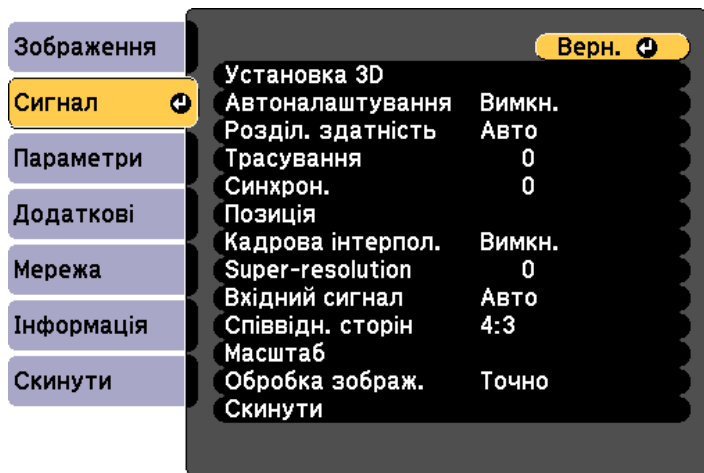 Зображення
Сигнал
Параметри
Додаткові
Мережа
Інформація
Скинути
Верн.
Установка 3D
Автоналаштування Вимкн.
Розділ. здатність Авто
Трасування 0
Синхрон. 0
Позиція
Кадрова інтерпол. Вимкн.
Super-resolution 0
Вхідний сигнал Авто
Співвідн. сторін 4:3
Масштаб
Обробка зображ. Точно
Скинути